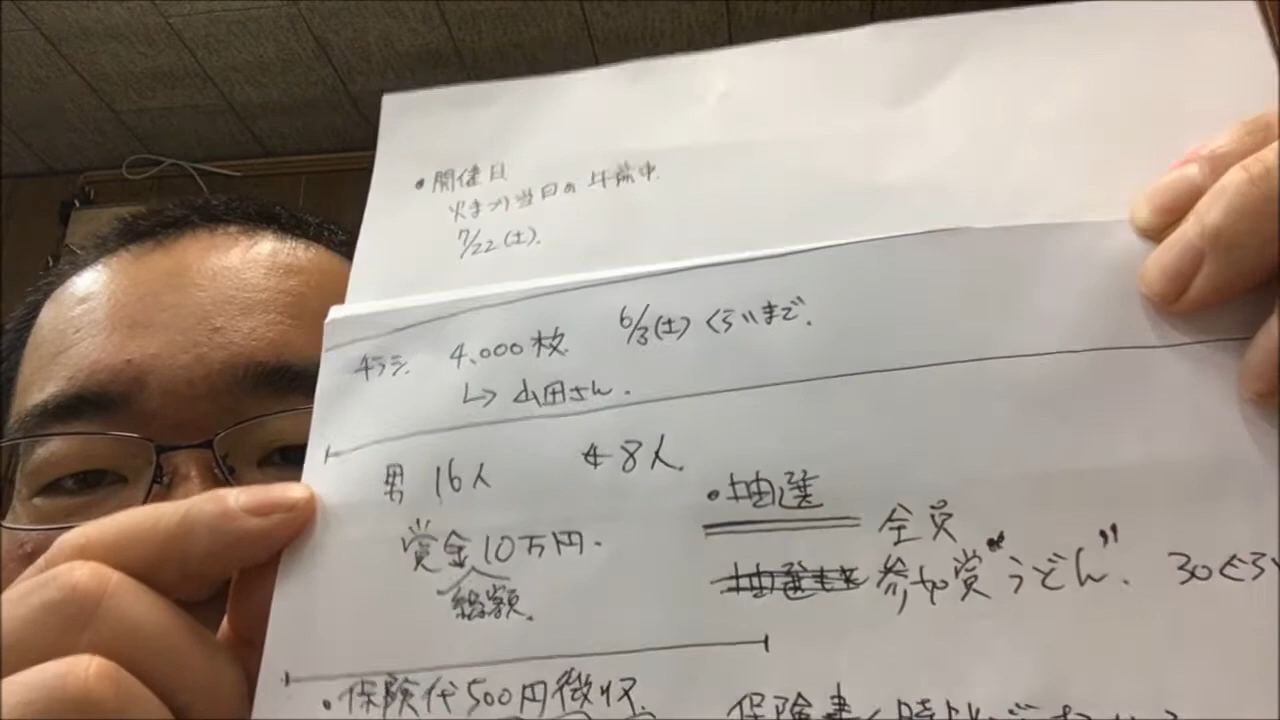 ・開催日
火まつり当日の午前中
7/22(土).
チラシ 4,000枚 6/3(土)くらいまで.
↳ 山田さん.
男 16人 女8人.
賞金10万円.
総額.
・抽選
全員
参加賞“うどん”. 30ぐらい
・保険代500円徴収
保険書